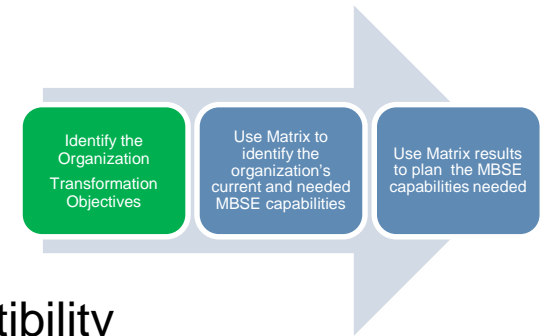 Identify the
Organization
Transformation
Objectives
Use Matrix to
identify the
organization's
current and needed
MBSE capabilities
Use Matrix results
to plan the MBSE
capabilities needed
tibility